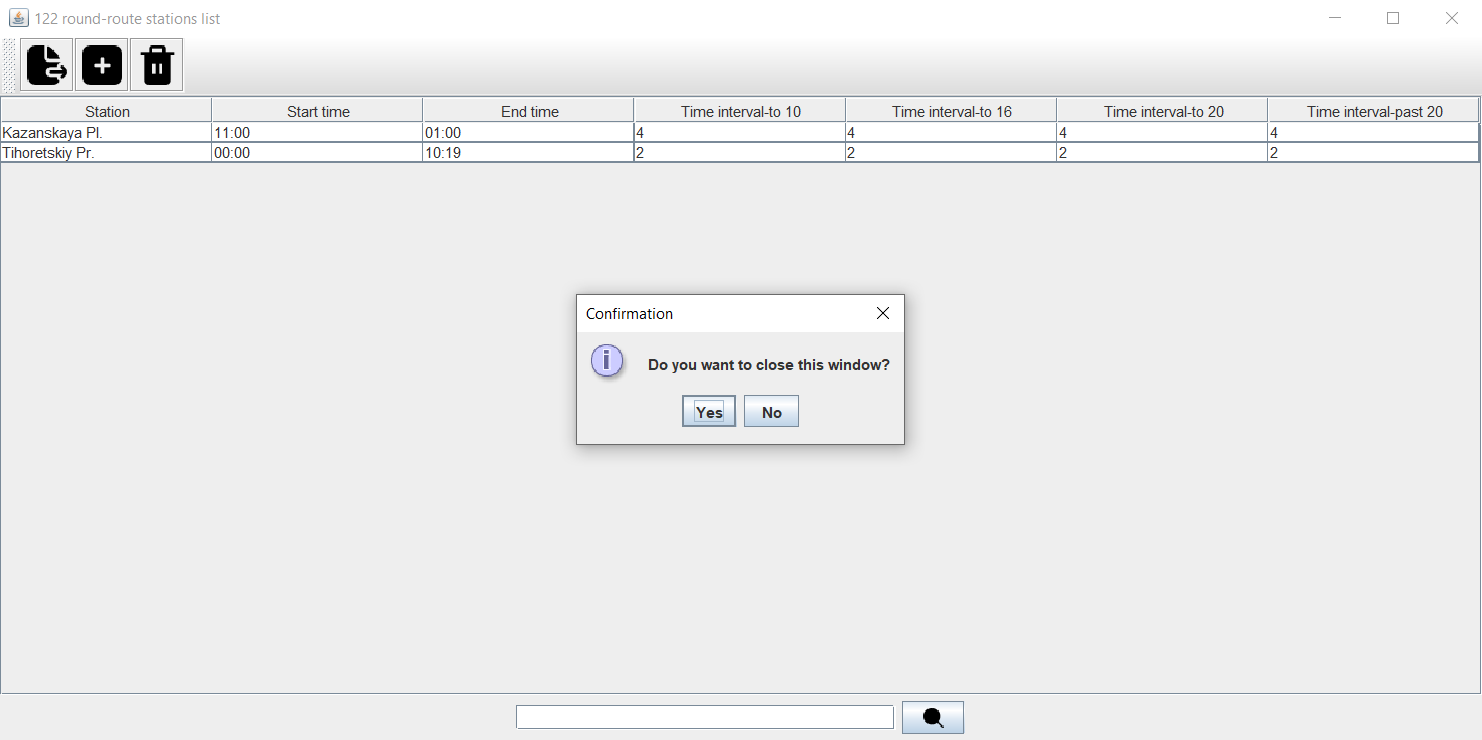 122 round-route stations list
Station Start time End time Time interval-to 10 Time interval-to 16 Time interval-to 20 Time interval-past 20
Kazanskaya Pl. 11:00 01:00 4 4 4 4
Tihoretskiy Pr. 00:00 10:19 2 2 2 2
Confirmation
Do you want to close this window?
Yes No